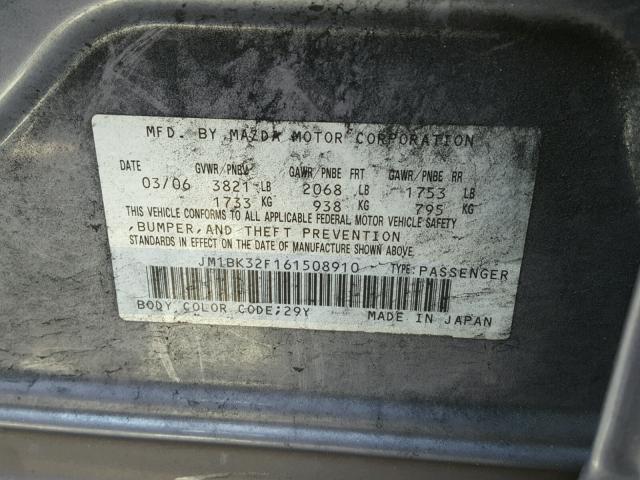 MFD. BY MAZDA MOTOR CORPORATION
DATE GVWR/PNBV GAWR/PNBE FRT GAWR/PNBE RR
03/06 3821 LB 2068 LB 1753 LB
1733 KG 938 KG 795 KG
THIS VEHICLE CONFORMS TO ALL APPLICABLE FEDERAL MOTOR VEHICLE SAFETY
,BUMPER,AND THEFT PREVENTION
STANDARDS IN EFFECT ON THE DATE OF MANUFACTURE SHOWN ABOVE.
JM1BK32F161508910 TYPE:PASSENGER
BODY COLOR CODE;29Y MADE IN JAPAN